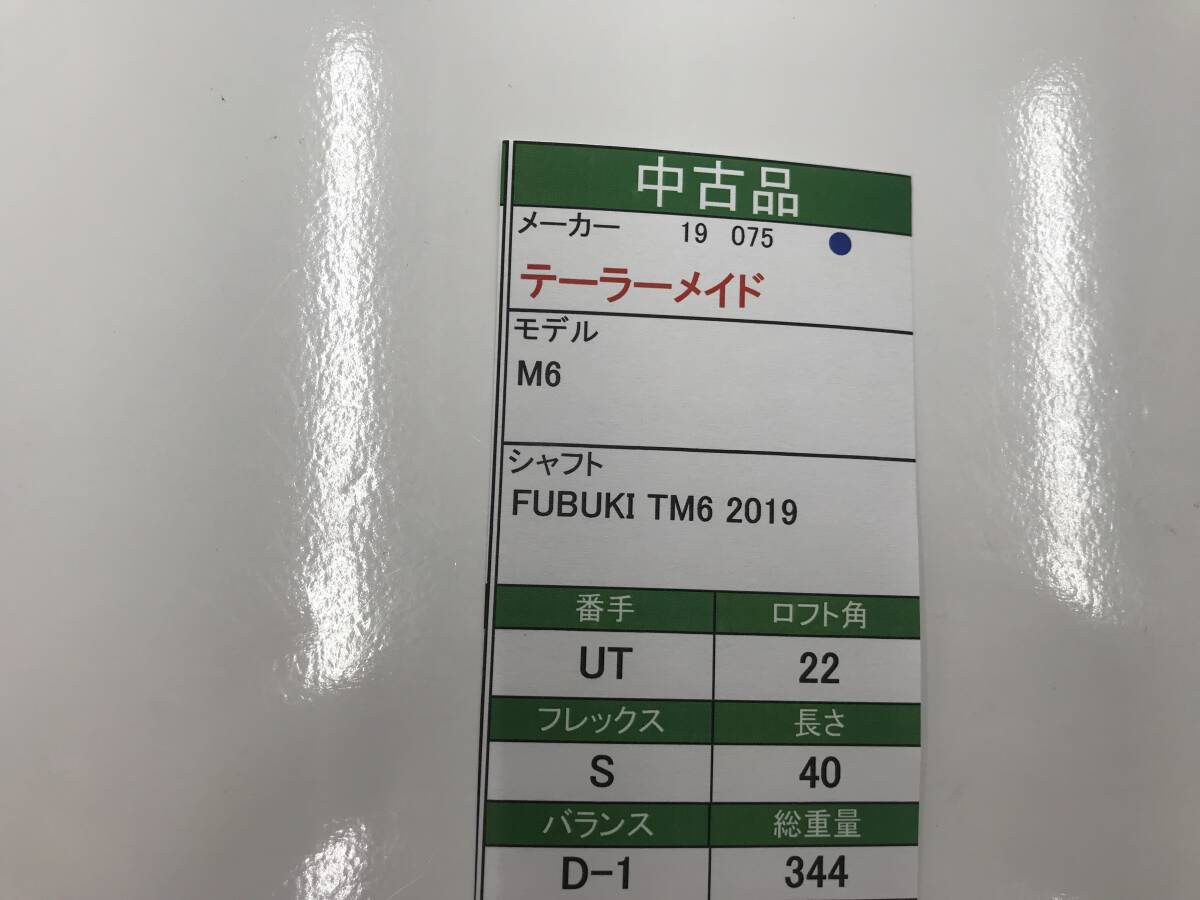 中古品
メーカー 19 075
テーラーメイド
モデル
M6
シャフト
FUBUKI TM6 2019
番手 ロフト角
UT 22
フレックス 長さ
S 40
バランス 総重量
D-1 344